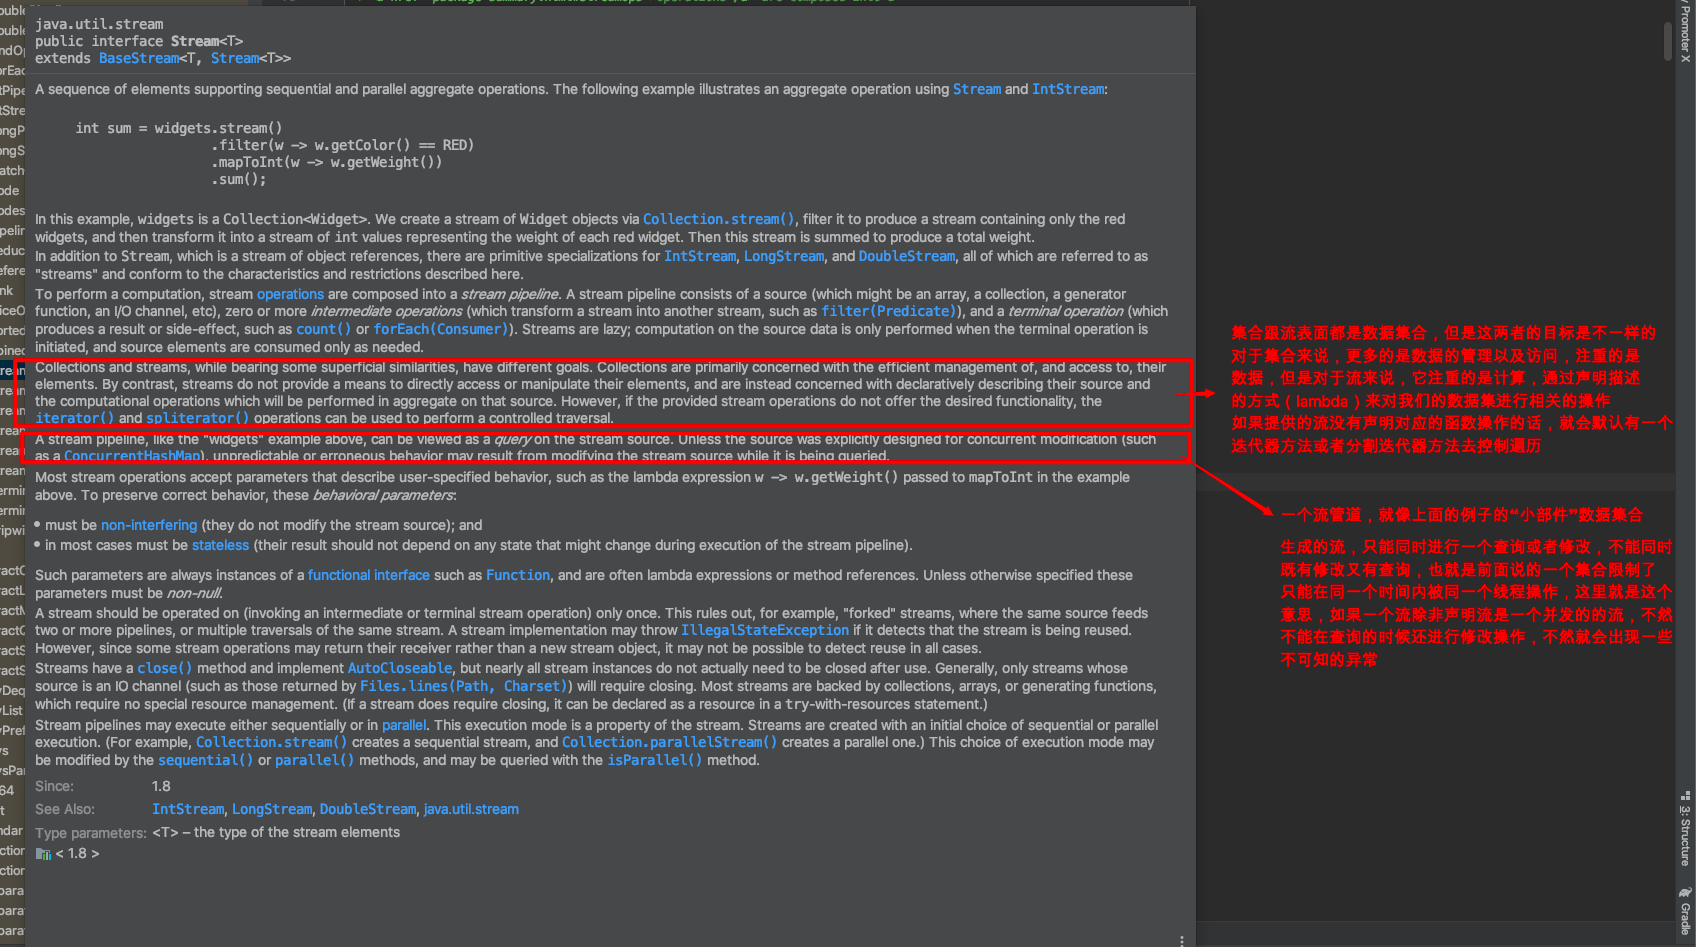 java.util.stream
public interface Stream<T>
extends BaseStream<T, Stream<T>>
A sequence of elements supporting sequential and parallel aggregate operations. The following example illustrates an aggregate operation using Stream and IntStream:
int sum = widgets.stream()
.filter(w -> w.getColor() == RED)
.mapToInt(w -> w.getWeight())
.sum();
In this example, widgets is a Collection<Widget>. We create a stream of Widget objects via Collection.stream(), filter it to produce a stream containing only the red
widgets, and then transform it into a stream of int values representing the weight of each red widget. Then this stream is summed to produce a total weight.
In addition to Stream, which is a stream of object references, there are primitive specializations for IntStream, LongStream, and DoubleStream, all of which are referred to as
"streams" and conform to the characteristics and restrictions described here.
To perform a computation, stream operations are composed into a stream pipeline. A stream pipeline consists of a source (which might be an array, a collection, a generator
function, an I/O channel, etc), zero or more intermediate operations (which transform a stream into another stream, such as filter(Predicate)), and a terminal operation (which
produces a result or side-effect, such as count() or forEach(Consumer)). Streams are lazy; computation on the source data is only performed when the terminal operation is
initiated, and source elements are consumed only as needed.
Collections and streams, while bearing some superficial similarities, have different goals. Collections are primarily concerned with the efficient management of, and access to, their
elements. By contrast, streams do not provide a means to directly access or manipulate their elements, and are instead concerned with declaratively describing their source and
the computational operations which will be performed in aggregate on that source. However, if the provided stream operations do not offer the desired functionality, the
iterator() and spliterator() operations can be used to perform a controlled traversal.
A stream pipeline, like the "widgets" example above, can be viewed as a query on the stream source. Unless the source was explicitly designed for concurrent modification (such
as a ConcurrentHashMap), unpredictable or erroneous behavior may result from modifying the stream source while it is being queried.
Most stream operations accept parameters that describe user-specified behavior, such as the lambda expression w -> w.getWeight() passed to mapToInt in the example
above. To preserve correct behavior, these behavioral parameters:
• must be non-interfering (they do not modify the stream source); and
• in most cases must be stateless (their result should not depend on any state that might change during execution of the stream pipeline).
Such parameters are always instances of a functional interface such as Function, and are often lambda expressions or method references. Unless otherwise specified these
parameters must be non-null.
A stream should be operated on (invoking an intermediate or terminal stream operation) only once. This rules out, for example, "forked" streams, where the same source feeds
two or more pipelines, or multiple traversals of the same stream. A stream implementation may throw IllegalStateException if it detects that the stream is being reused.
However, since some stream operations may return their receiver rather than a new stream object, it may not be possible to detect reuse in all cases.
Streams have a close() method and implement AutoCloseable, but nearly all stream instances do not actually need to be closed after use. Generally, only streams whose
source is an IO channel (such as those returned by Files.lines(Path, Charset)) will require closing. Most streams are backed by collections, arrays, or generating functions,
which require no special resource management. (If a stream does require closing, it can be declared as a resource in a try-with-resources statement.)
Stream pipelines may execute either sequentially or in parallel. This execution mode is a property of the stream. Streams are created with an initial choice of sequential or parallel
execution. (For example, Collection.stream() creates a sequential stream, and Collection.parallelStream() creates a parallel one.) This choice of execution mode may
be modified by the sequential() or parallel() methods, and may be queried with the isParallel() method.
Since: 1.8
See Also: IntStream, LongStream, DoubleStream, java.util.stream
Type parameters: <T> – the type of the stream elements
< 1.8 >
集合跟流表面都是数据集合，但是这两者的目标是不一样的
对于集合来说，更多的是数据的管理以及访问，注重的是
数据，但是对于流来说，它注重的是计算，通过声明描述
的方式（lambda）来对我们的数据集进行相关的操作
如果提供的流没有声明对应的函数操作的话，就会默认有一个
迭代器方法或者分割迭代器方法去控制遍历
一个流管道，就像上面的例子的“小部件”数据集合
生成的流，只能同时进行一个查询或者修改，不能同时
既有修改又有查询，也就是前面说的一个集合限制了
只能在同一个时间内被同一个线程操作，这里就是这个
意思，如果一个流除非声明流是一个并发的的流，不然
不能在查询的时候还进行修改操作，不然就会出现一些
不可知的异常
Promoter X
3: Structure
Gradle